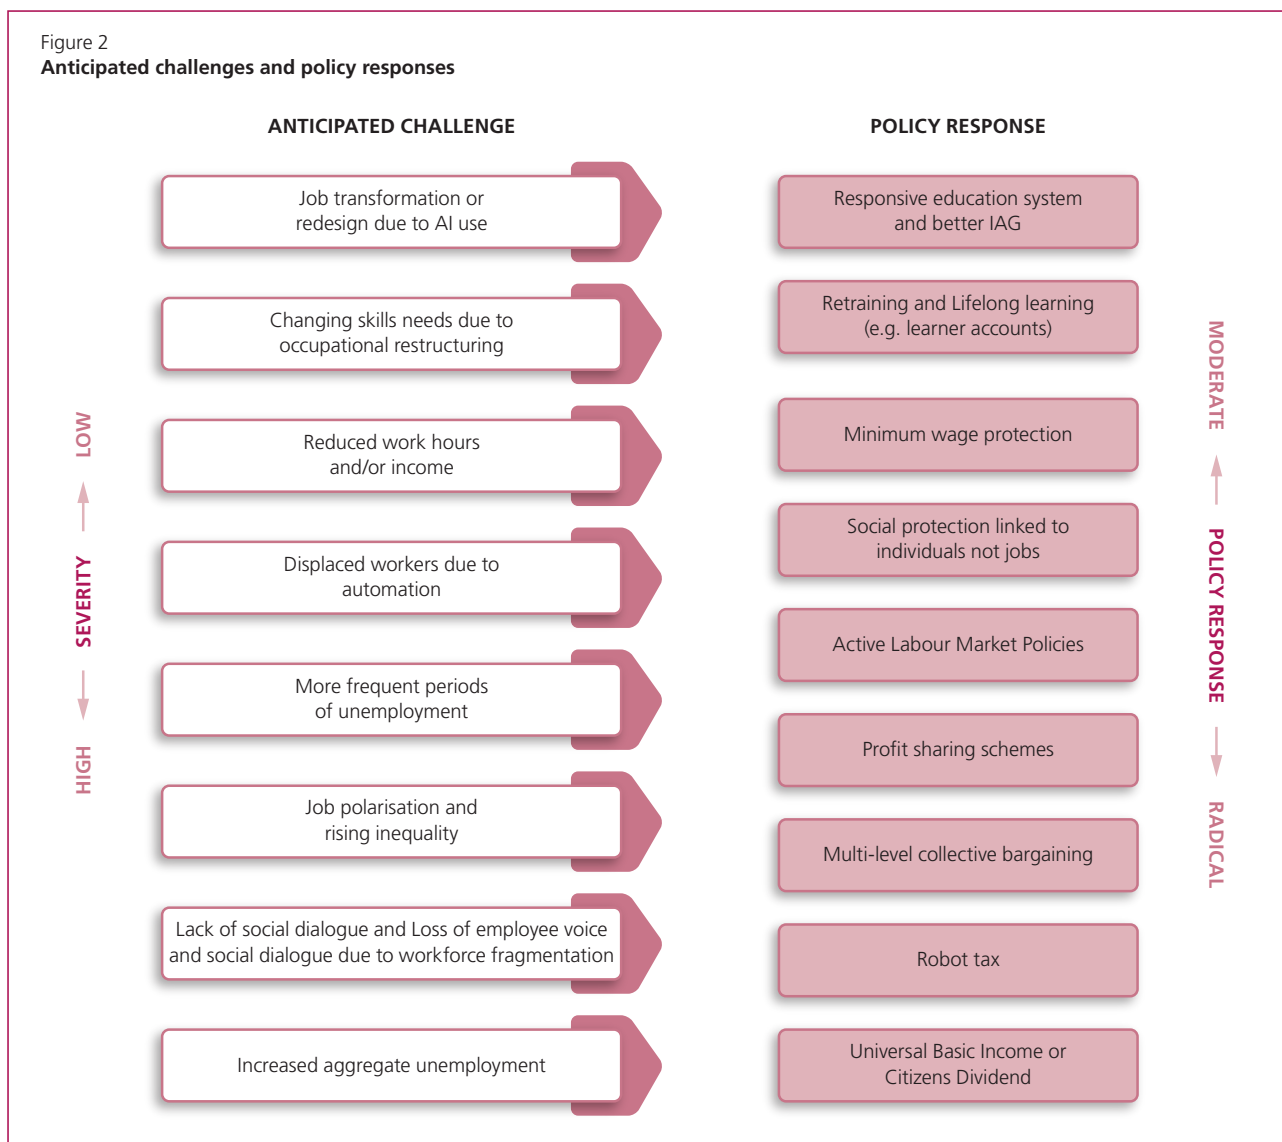 Figure 2
Anticipated challenges and policy responses
ANTICIPATED CHALLENGE
POLICY RESPONSE
Job transformation or
redesign due to AI use
Responsive education system
and better IAG
Changing skills needs due to
occupational restructuring
Retraining and Lifelong learning
(e.g. learner accounts)
Reduced work hours
and/or income
Minimum wage protection
Displaced workers due to
automation
Social protection linked to
individuals not jobs
More frequent periods
of unemployment
Active Labour Market Policies
Job polarisation and
rising inequality
Profit sharing schemes
Lack of social dialogue and Loss of employee voice
and social dialogue due to workforce fragmentation
Multi-level collective bargaining
Robot tax
Increased aggregate unemployment
Universal Basic Income or
Citizens Dividend
LOW
SEVERITY
HIGH
MODERATE
POLICY RESPONSE
RADICAL